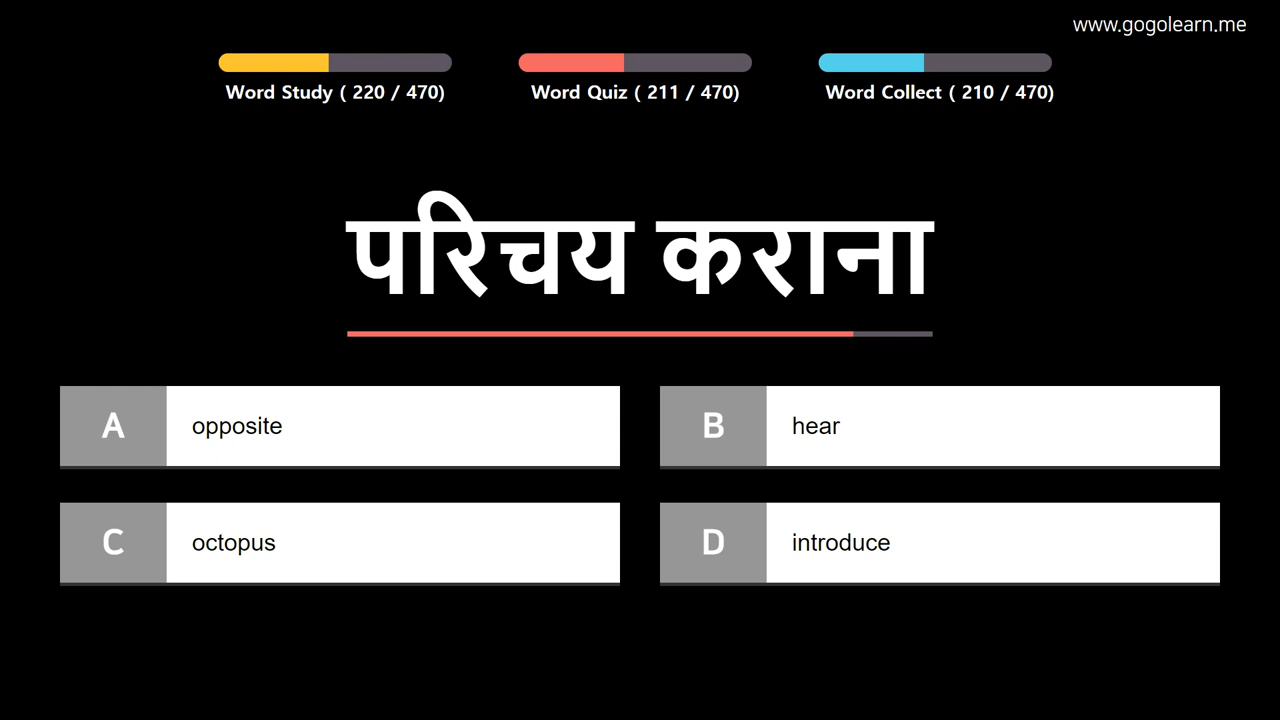 www.gogolearn.me
Word Study ( 220 / 470)
Word Quiz ( 211 / 470)
Word Collect ( 210 / 470)
परिचय कराना
A opposite
B hear
C octopus
D introduce